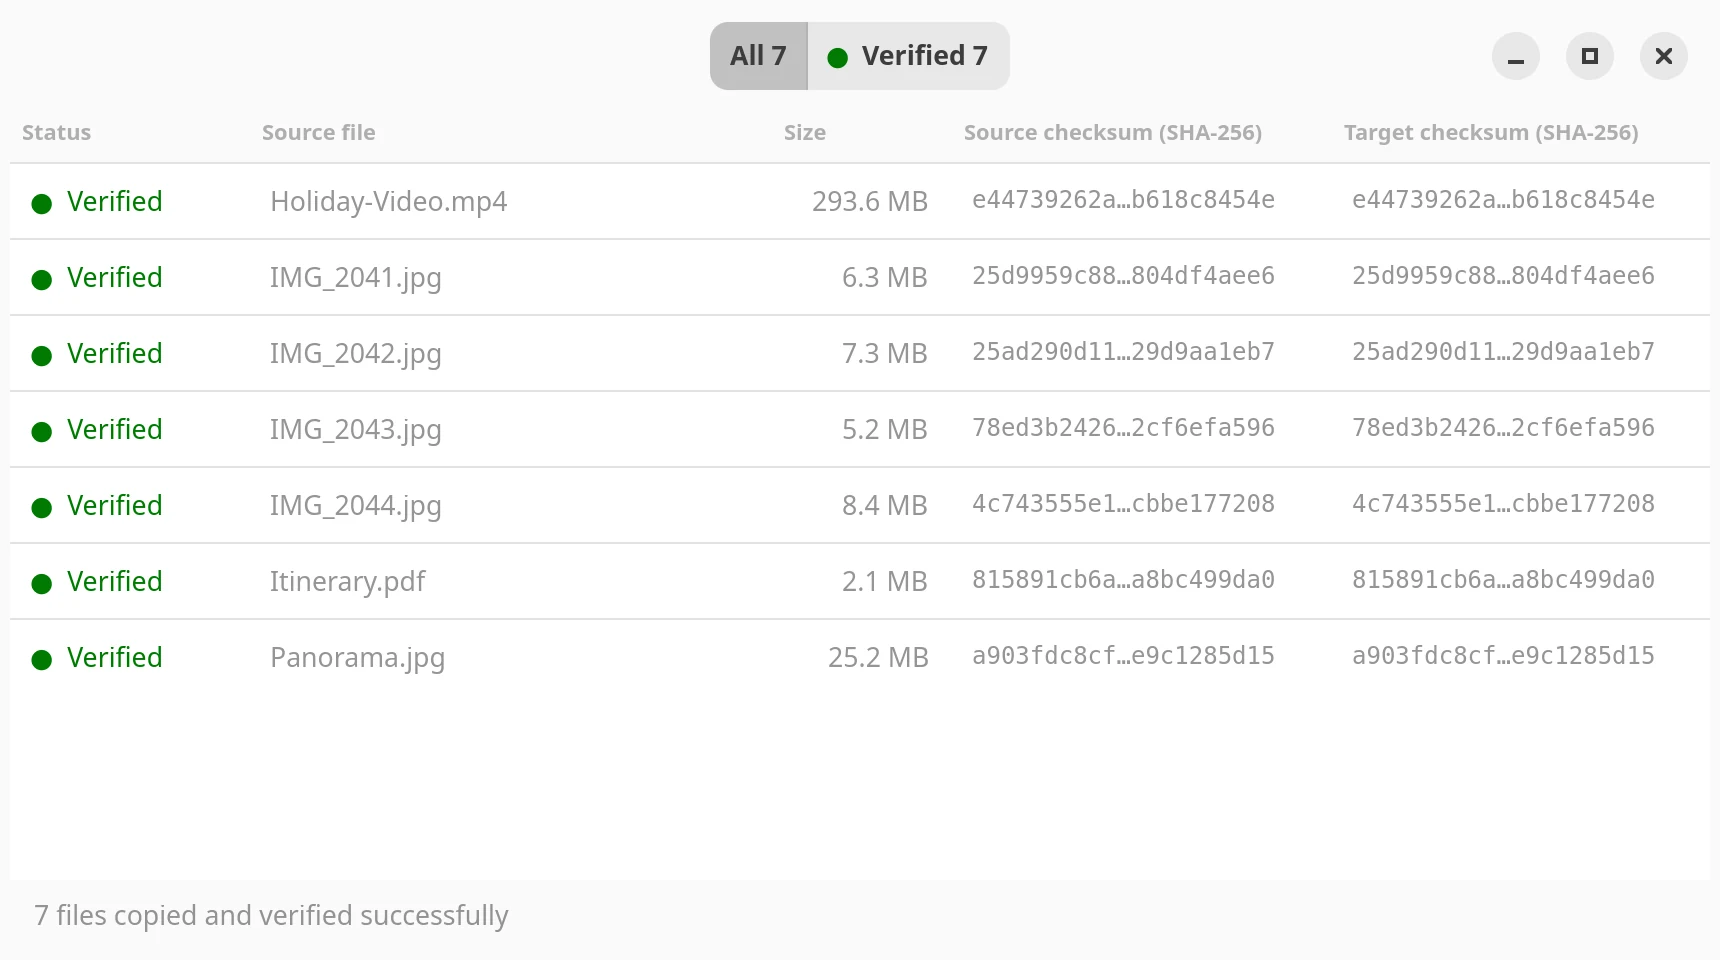 All 7 Verified 7
Status Source file Size Source checksum (SHA-256) Target checksum (SHA-256)
Verified Holiday-Video.mp4 293.6 MB e44739262a…b618c8454e e44739262a…b618c8454e
Verified IMG_2041.jpg 6.3 MB 25d9959c88…804df4aee6 25d9959c88…804df4aee6
Verified IMG_2042.jpg 7.3 MB 25ad290d11…29d9aa1eb7 25ad290d11…29d9aa1eb7
Verified IMG_2043.jpg 5.2 MB 78ed3b2426…2cf6efa596 78ed3b2426…2cf6efa596
Verified IMG_2044.jpg 8.4 MB 4c743555e1…cbbe177208 4c743555e1…cbbe177208
Verified Itinerary.pdf 2.1 MB 815891cb6a…a8bc499da0 815891cb6a…a8bc499da0
Verified Panorama.jpg 25.2 MB a903fdc8cf…e9c1285d15 a903fdc8cf…e9c1285d15
7 files copied and verified successfully